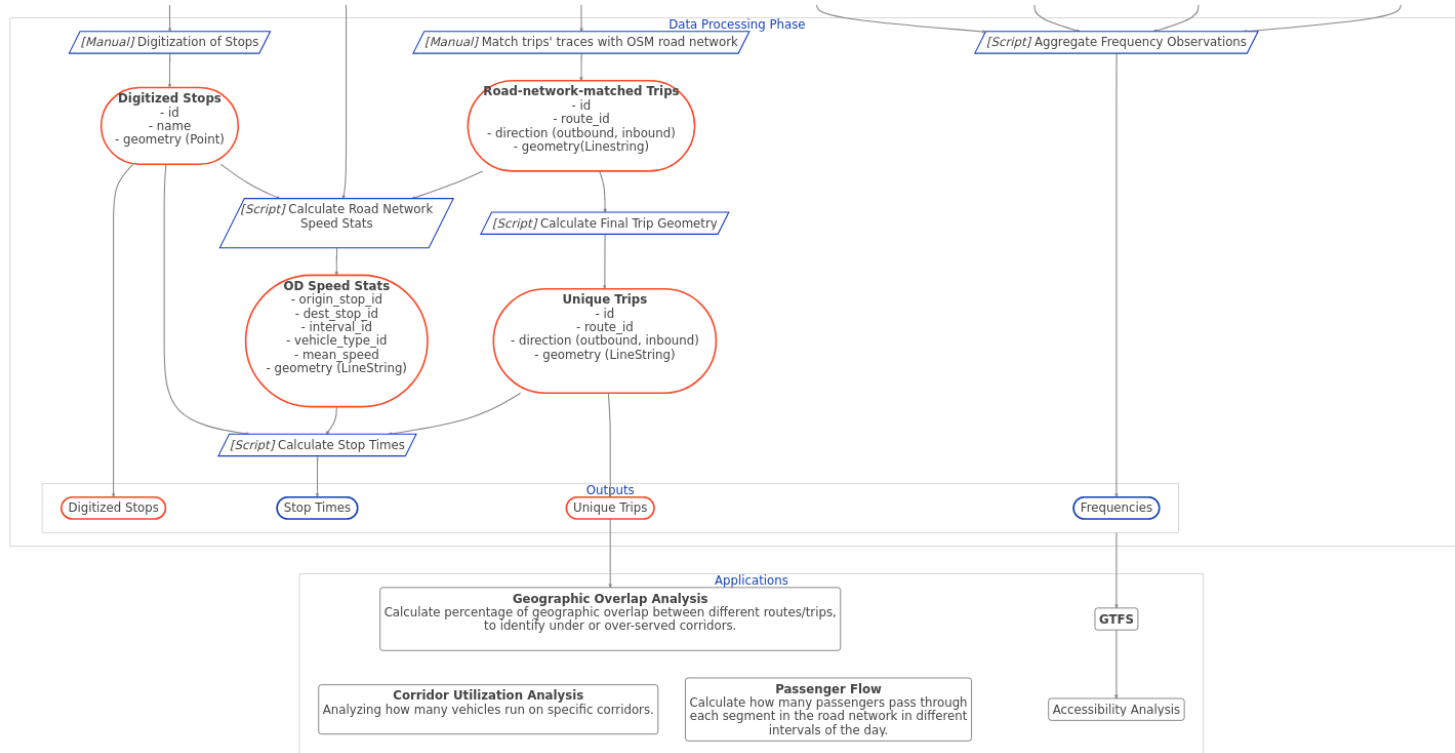 Data Processing Phase
[Manual] Digitization of Stops
[Manual] Match trips' traces with OSM road network
[Script] Aggregate Frequency Observations
Digitized Stops
- id
- name
- geometry (Point)
Road-network-matched Trips
- id
- route_id
- direction (outbound, inbound)
- geometry(Linestring)
[Script] Calculate Road Network
Speed Stats
[Script] Calculate Final Trip Geometry
OD Speed Stats
- origin_stop_id
- dest_stop_id
- interval_id
- vehicle_type_id
- mean_speed
- geometry (LineString)
Unique Trips
- id
- route_id
- direction (outbound, inbound)
- geometry (LineString)
[Script] Calculate Stop Times
Outputs
Digitized Stops
Stop Times
Unique Trips
Frequencies
Applications
Geographic Overlap Analysis
Calculate percentage of geographic overlap between different routes/trips,
to identify under or over-served corridors.
GTFS
Corridor Utilization Analysis
Analyzing how many vehicles run on specific corridors.
Passenger Flow
Calculate how many passengers pass through
each segment in the road network in different
intervals of the day.
Accessibility Analysis